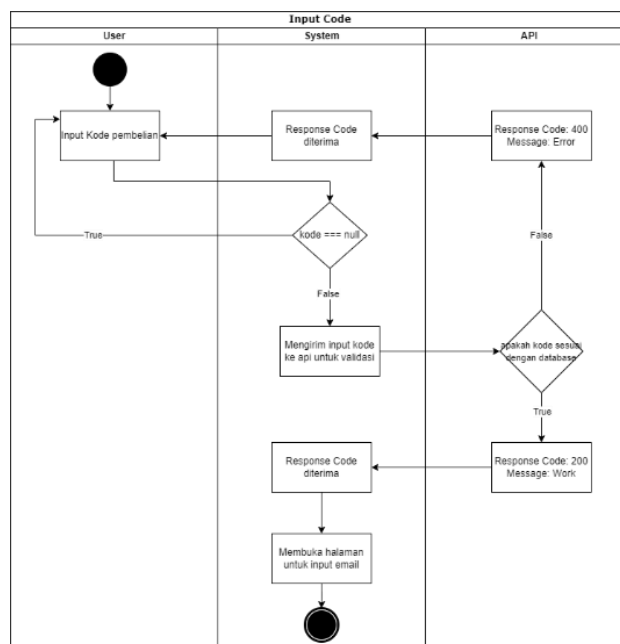 Input Code
User
System
API
Input Kode pembelian
Response Code
diterima
Response Code: 400
Message: Error
kode === null
True
False
False
Mengirim input kode
ke api untuk validasi
apakah kode sesuai
dengan database
True
Response Code
diterima
Response Code: 200
Message: Work
Membuka halaman
untuk input email